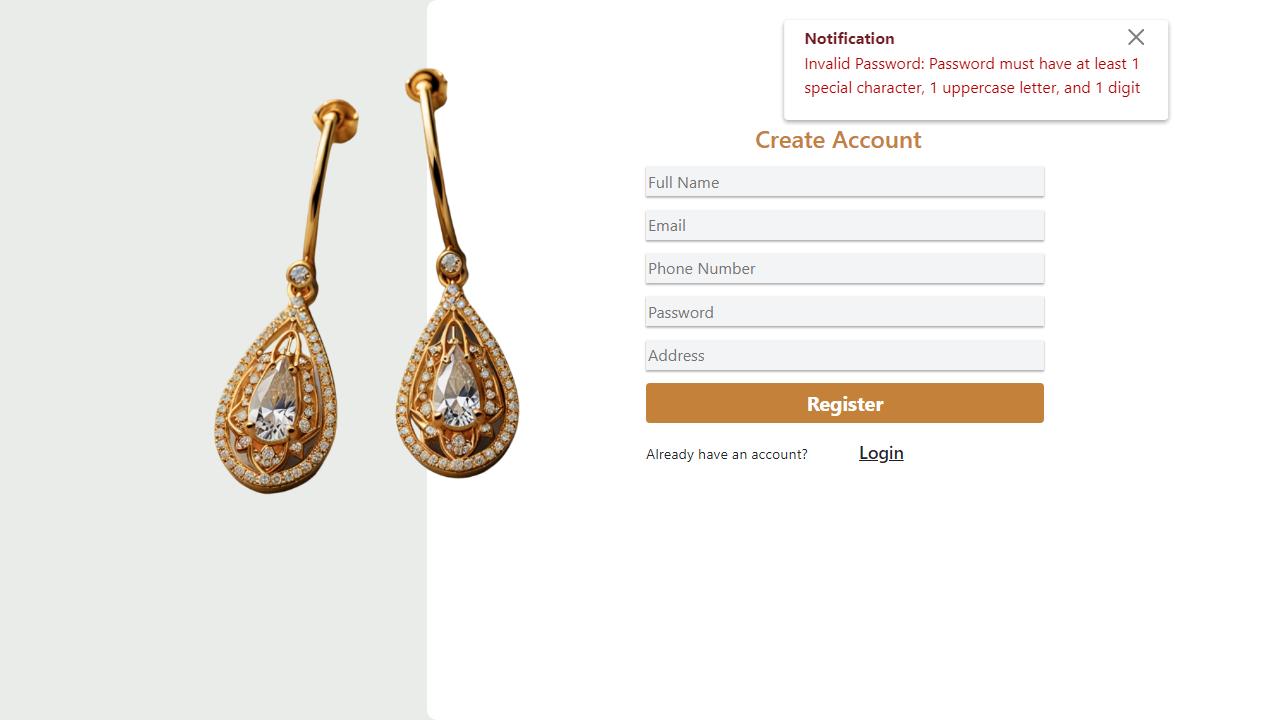 Notification
Invalid Password: Password must have at least 1
special character, 1 uppercase letter, and 1 digit
Create Account
Full Name
Email
Phone Number
Password
Address
Register
Already have an account? Login